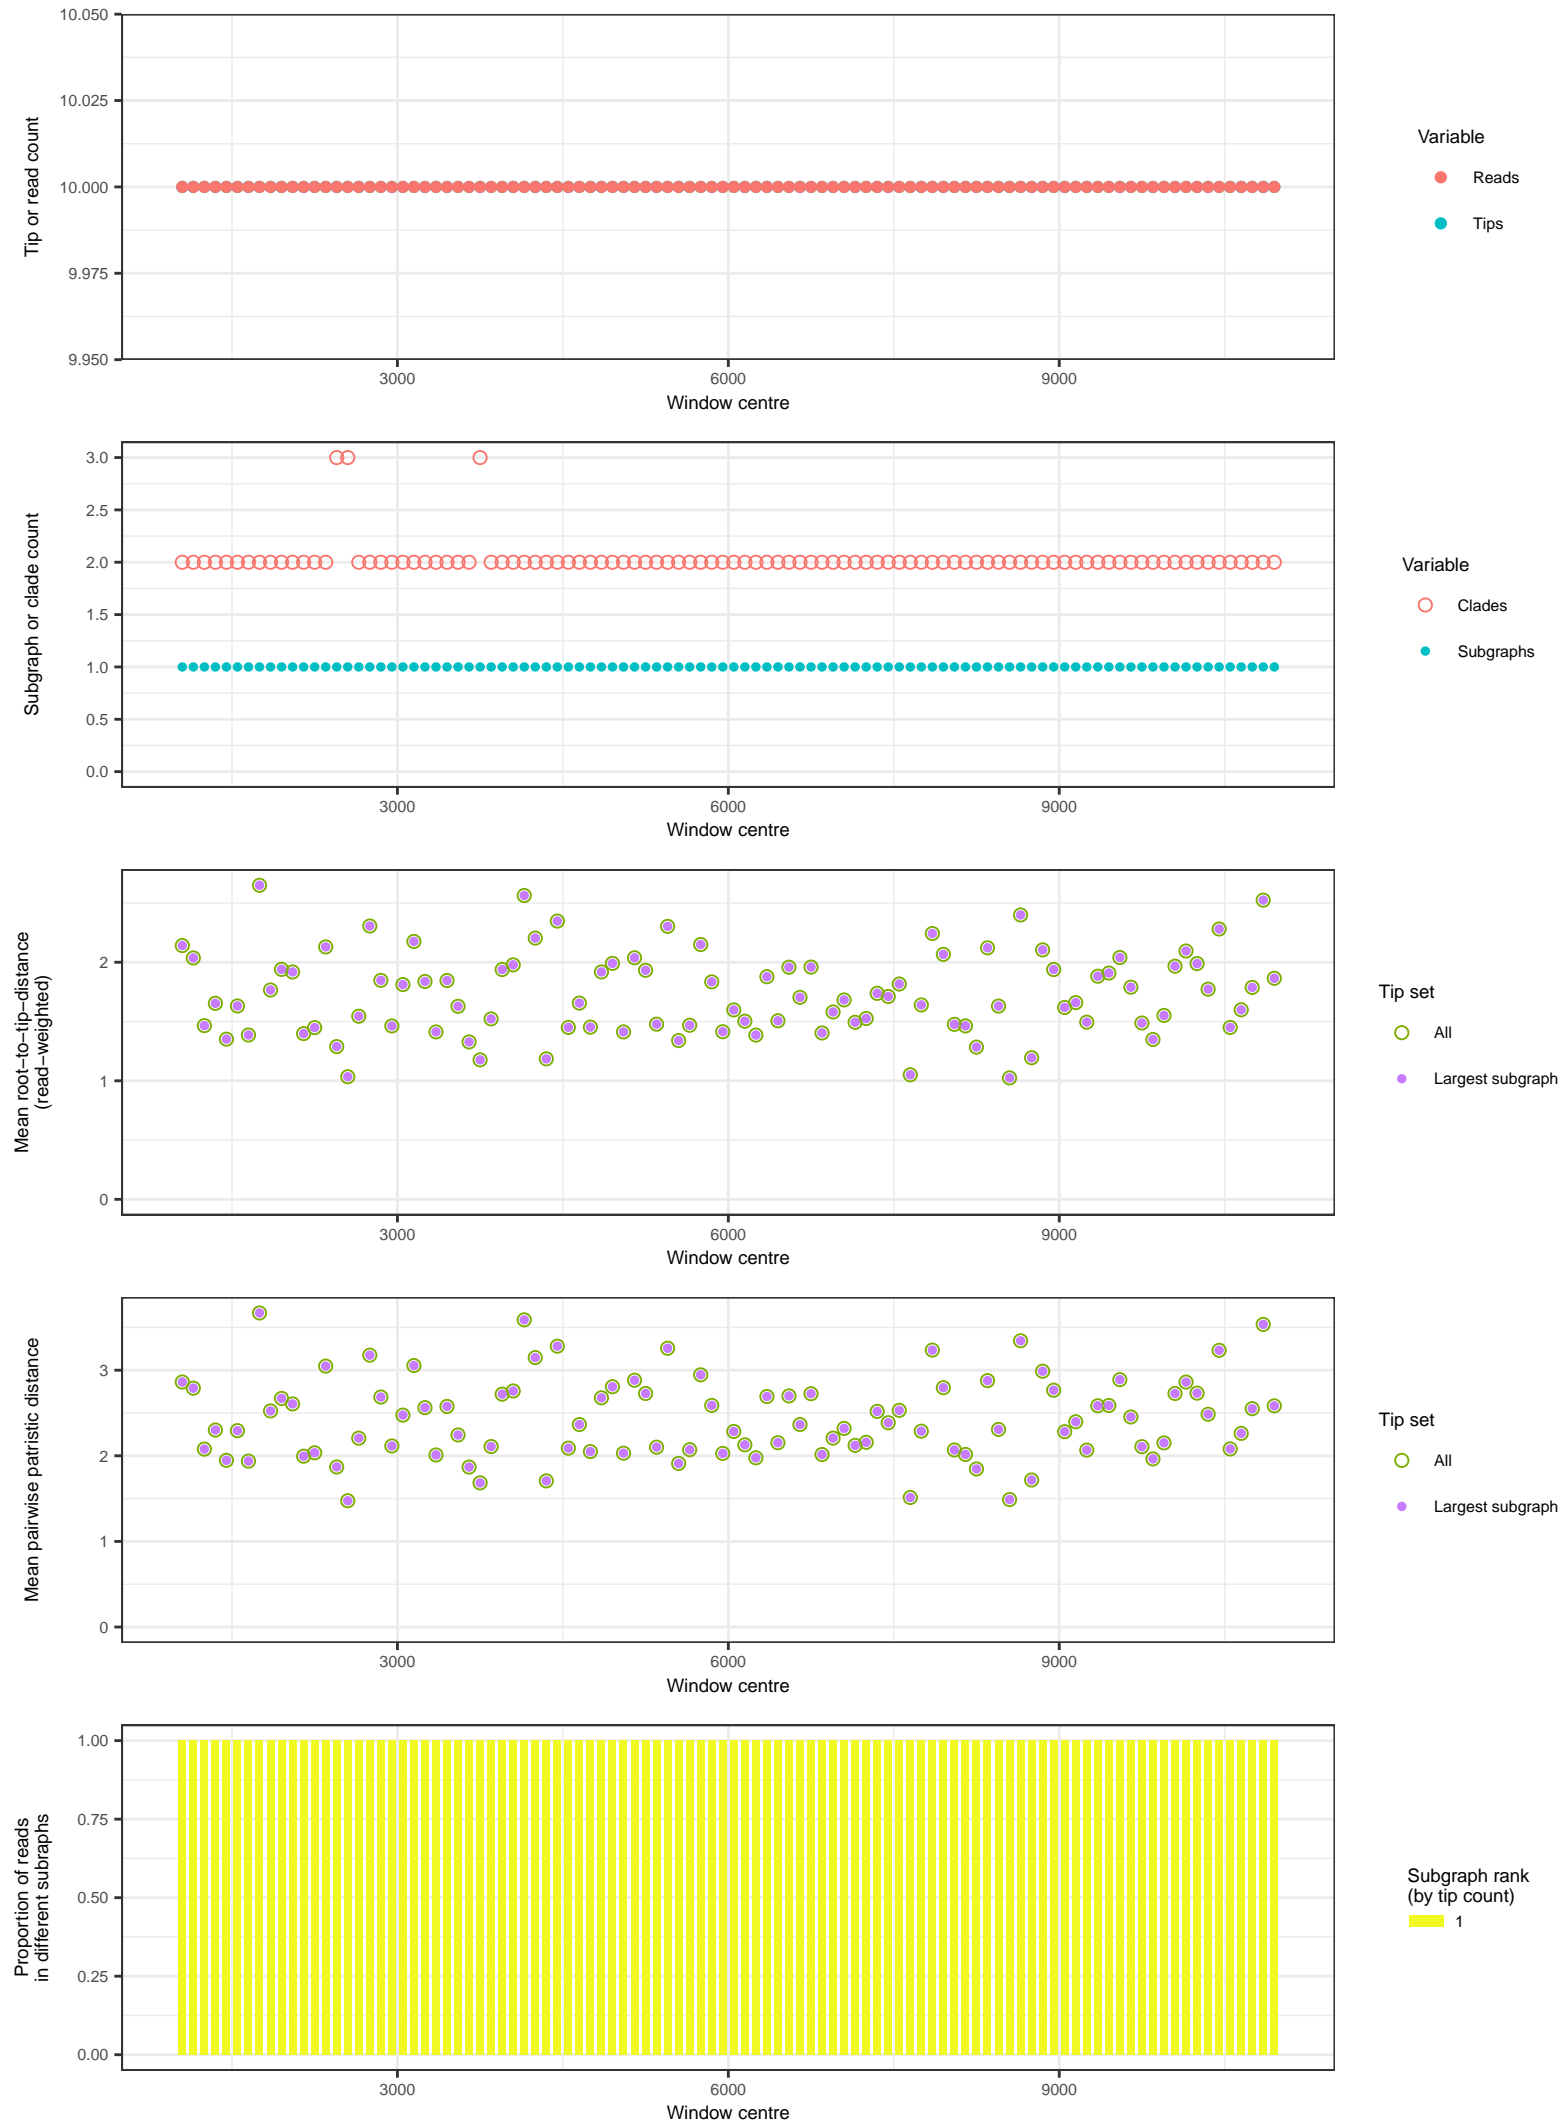 10.050
10.025
10.000
9.975
9.950
Tip or read count
3000
6000
9000
Window centre
Variable
Reads
Tips
3.0
2.5
2.0
1.5
1.0
0.5
0.0
Subgraph or clade count
3000
6000
9000
Window centre
Variable
Clades
Subgraphs
2
1
0
Mean root−to−tip−distance
(read−weighted)
3000
6000
9000
Window centre
Tip set
All
Largest subgraph
3
2
1
0
Mean pairwise patristic distance
3000
6000
9000
Window centre
Tip set
All
Largest subgraph
1.00
0.75
0.50
0.25
0.00
Proportion of reads
in different subraphs
3000
6000
9000
Window centre
Subgraph rank
(by tip count)
1